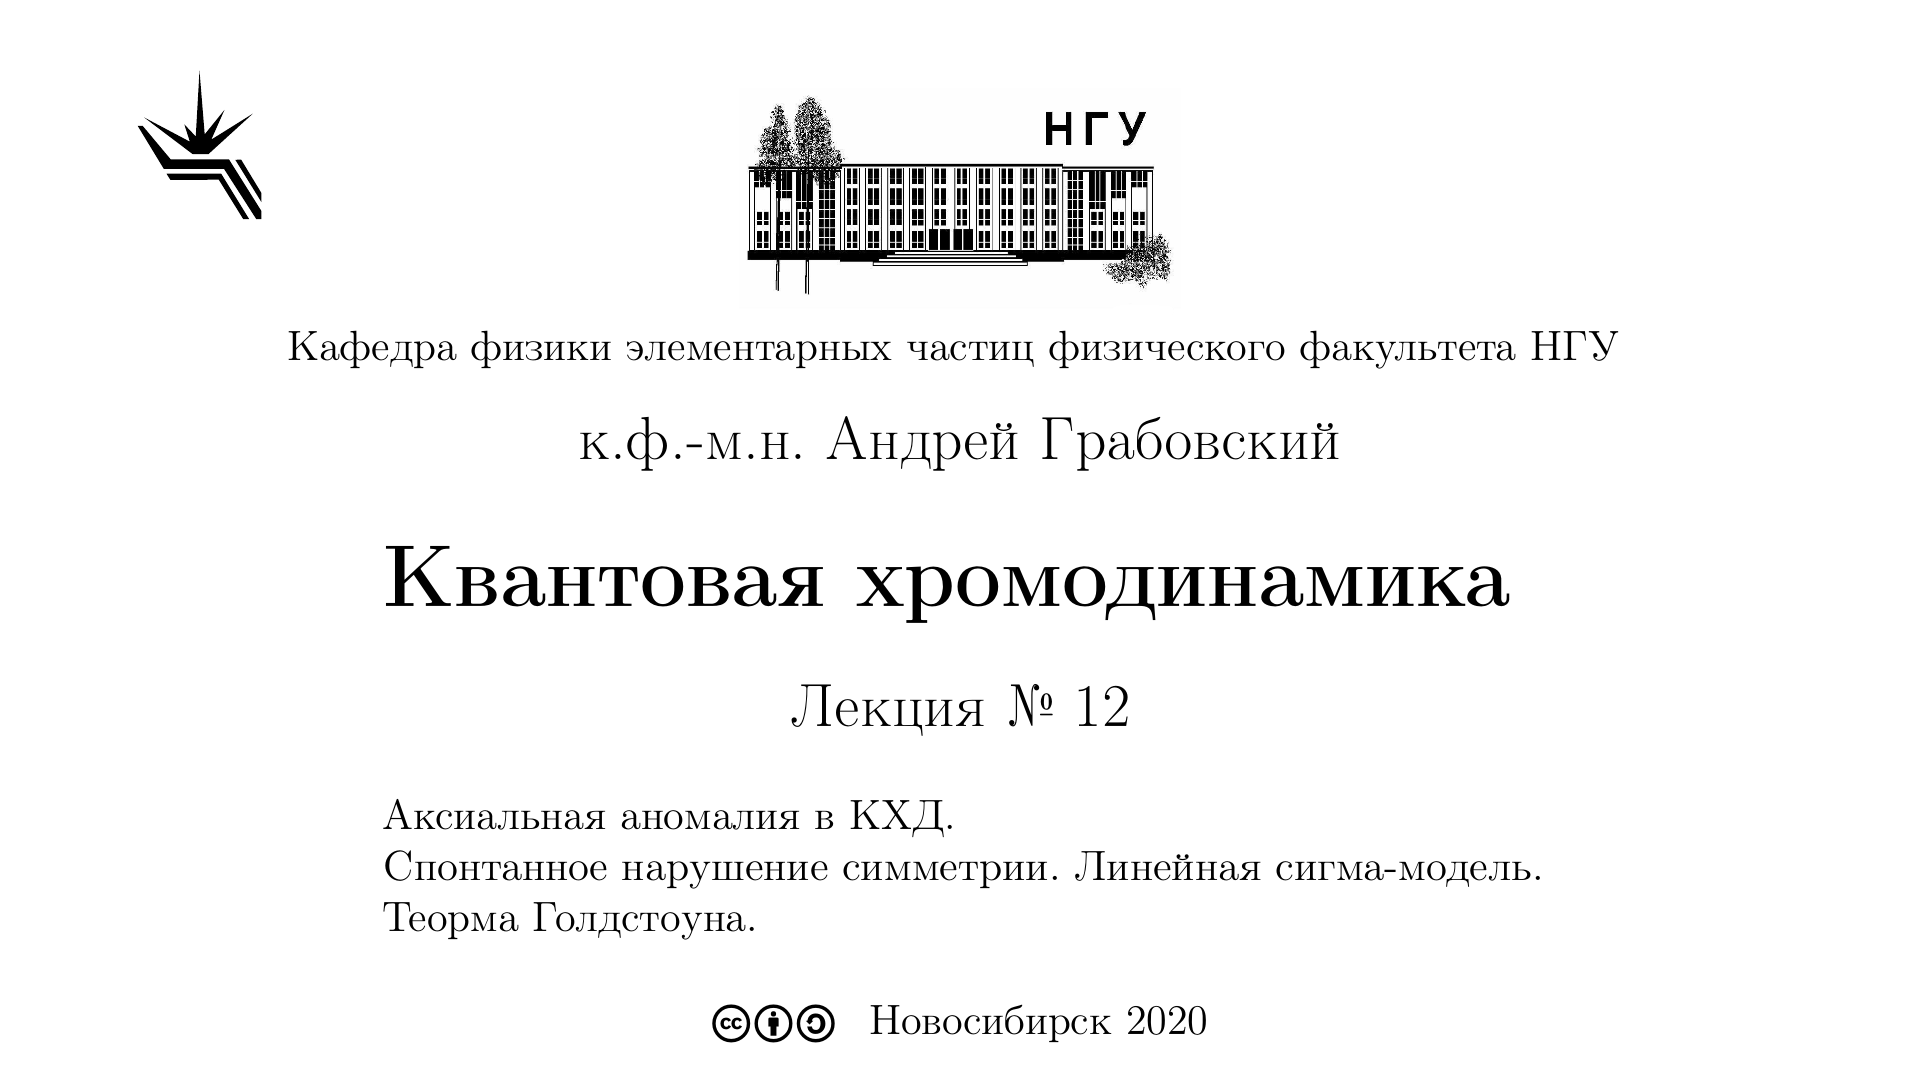 НГУ
Кафедра физики элементарных частиц физического факультета НГУ
к.ф.-м.н. Андрей Грабовский
Квантовая хромодинамика
Лекция № 12
Аксиальная аномалия в КХД.
Спонтанное нарушение симметрии. Линейная сигма-модель.
Теорма Голдстоуна.
cc Новосибирск 2020